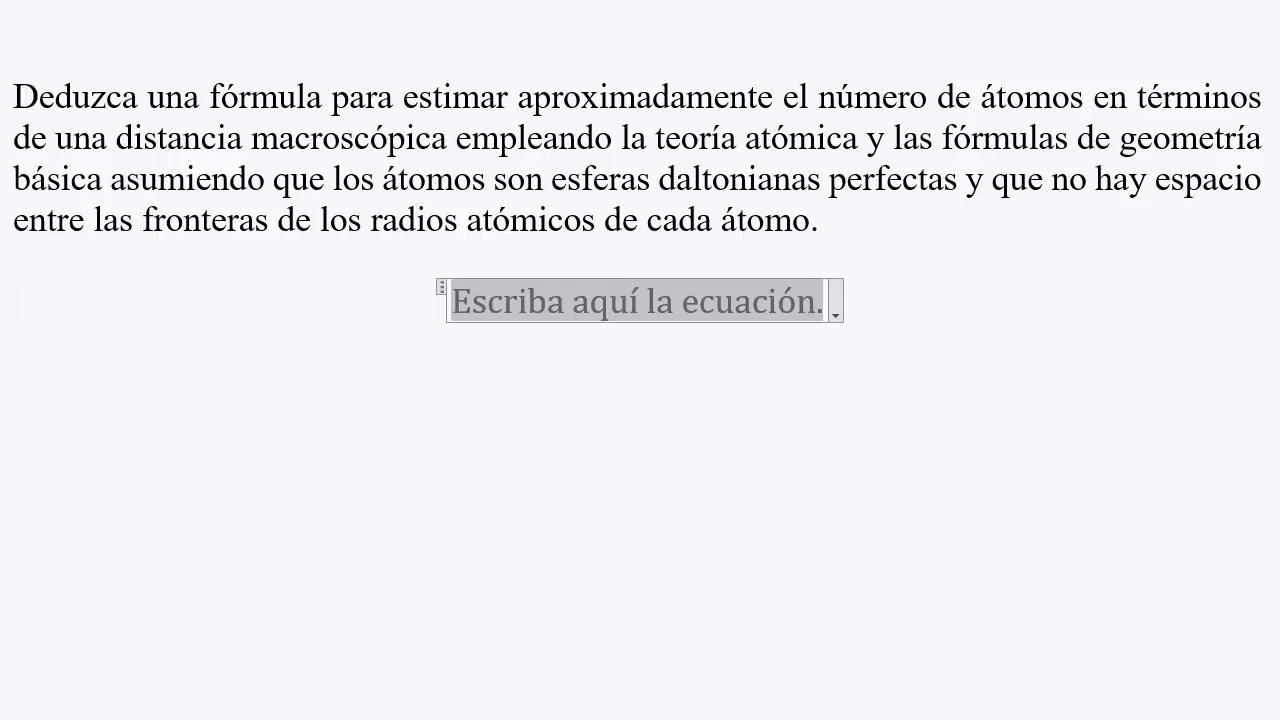 Deduzca una fórmula para estimar aproximadamente el número de átomos en términos
de una distancia macroscópica empleando la teoría atómica y las fórmulas de geometría
básica asumiendo que los átomos son esferas daltonianas perfectas y que no hay espacio
entre las fronteras de los radios atómicos de cada átomo.
Escriba aquí la ecuación.